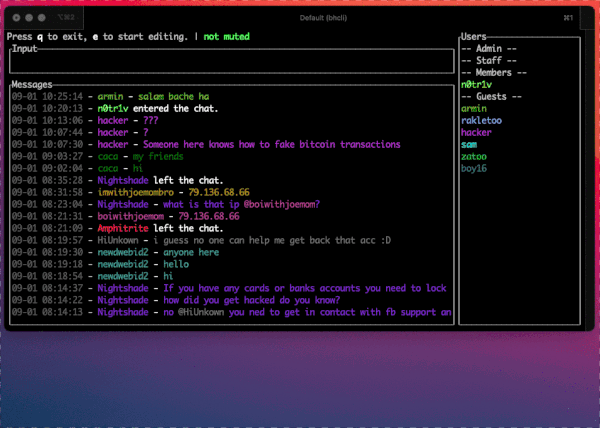 ⌥⌘2 Default (bhcli) ⌘1
Press q to exit, e to start editing. | not muted
Input
Messages
09-01 10:25:14 - armin - salam bache ha
09-01 10:20:13 - n0tr1v entered the chat.
09-01 10:13:06 - hacker - ???
09-01 10:07:44 - hacker - ?
09-01 10:07:30 - hacker - Someone here knows how to fake bitcoin transactions
09-01 09:03:27 - caca - my friends
09-01 09:02:04 - caca - hi
09-01 08:35:28 - Nightshade left the chat.
09-01 08:31:58 - imwithjoemombro - 79.136.68.66
09-01 08:23:04 - Nightshade - what is that ip @boiwithjoemom?
09-01 08:21:31 - boiwithjoemom - 79.136.68.66
09-01 08:21:09 - Amphitrite left the chat.
09-01 08:19:57 - HiUnkown - i guess no one can help me get back that acc :D
09-01 08:19:30 - newdwebid2 - anyone here
09-01 08:19:18 - newdwebid2 - hello
09-01 08:18:54 - newdwebid2 - hi
09-01 08:14:37 - Nightshade - If you have any cards or banks accounts you need to lock
09-01 08:14:22 - Nightshade - how did you get hacked do you know?
09-01 08:14:13 - Nightshade - no @HiUnkown you ned to get in contact with fb support an
Users
-- Admin --
-- Staff --
-- Members --
n0tr1v
-- Guests --
armin
rakletoo
hacker
sam
zatoo
boy16